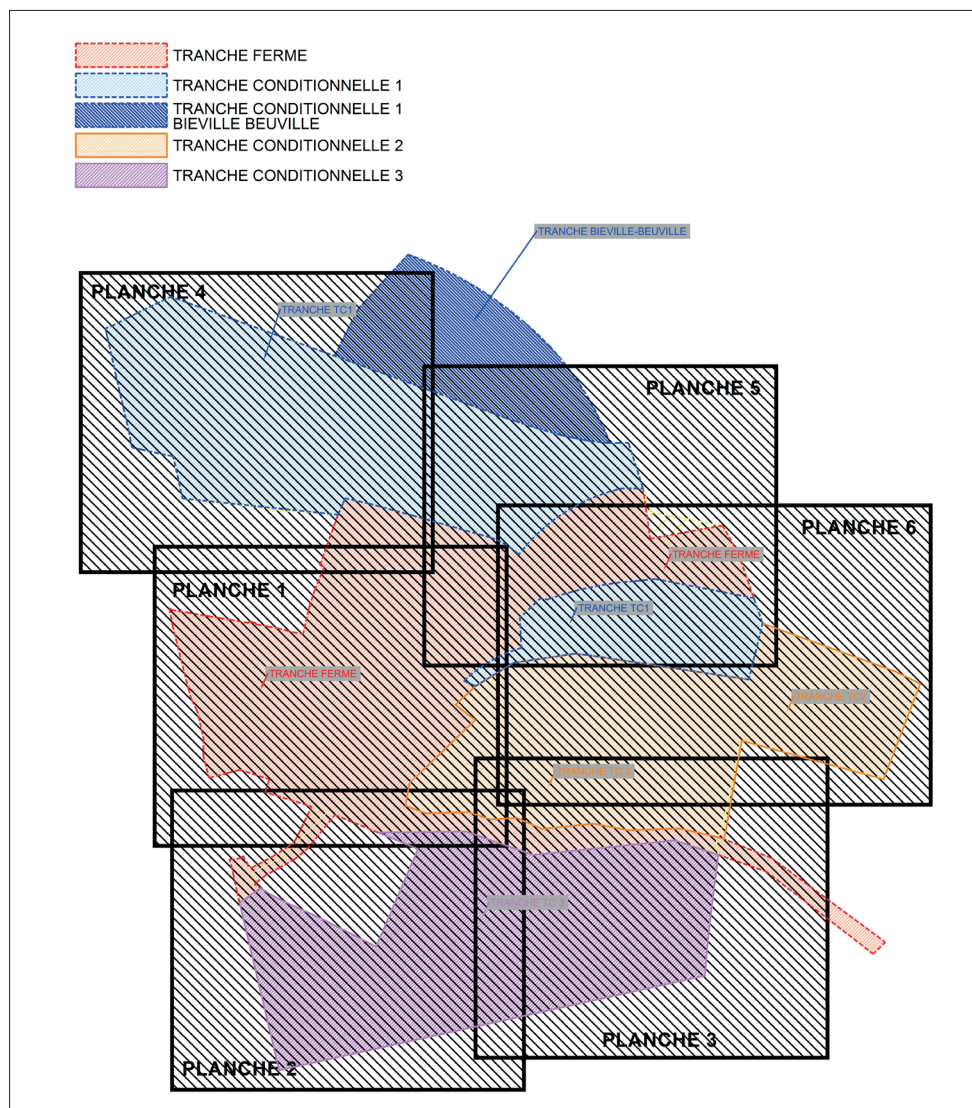 TRANCHE FERME
TRANCHE CONDITIONNELLE 1
TRANCHE CONDITIONNELLE 1
BIEVILLE BEUVILLE
TRANCHE CONDITIONNELLE 2
TRANCHE CONDITIONNELLE 3
TRANCHE BIEVILLE-BEUVILLE
PLANCHE 4
TRANCHE TC1
PLANCHE 5
PLANCHE 6
TRANCHE FERME
PLANCHE 1
TRANCHE TC1
TRANCHE FERME
TRANCHE TC2
TRANCHE TC 2
TRANCHE TC 3
PLANCHE 3
PLANCHE 2